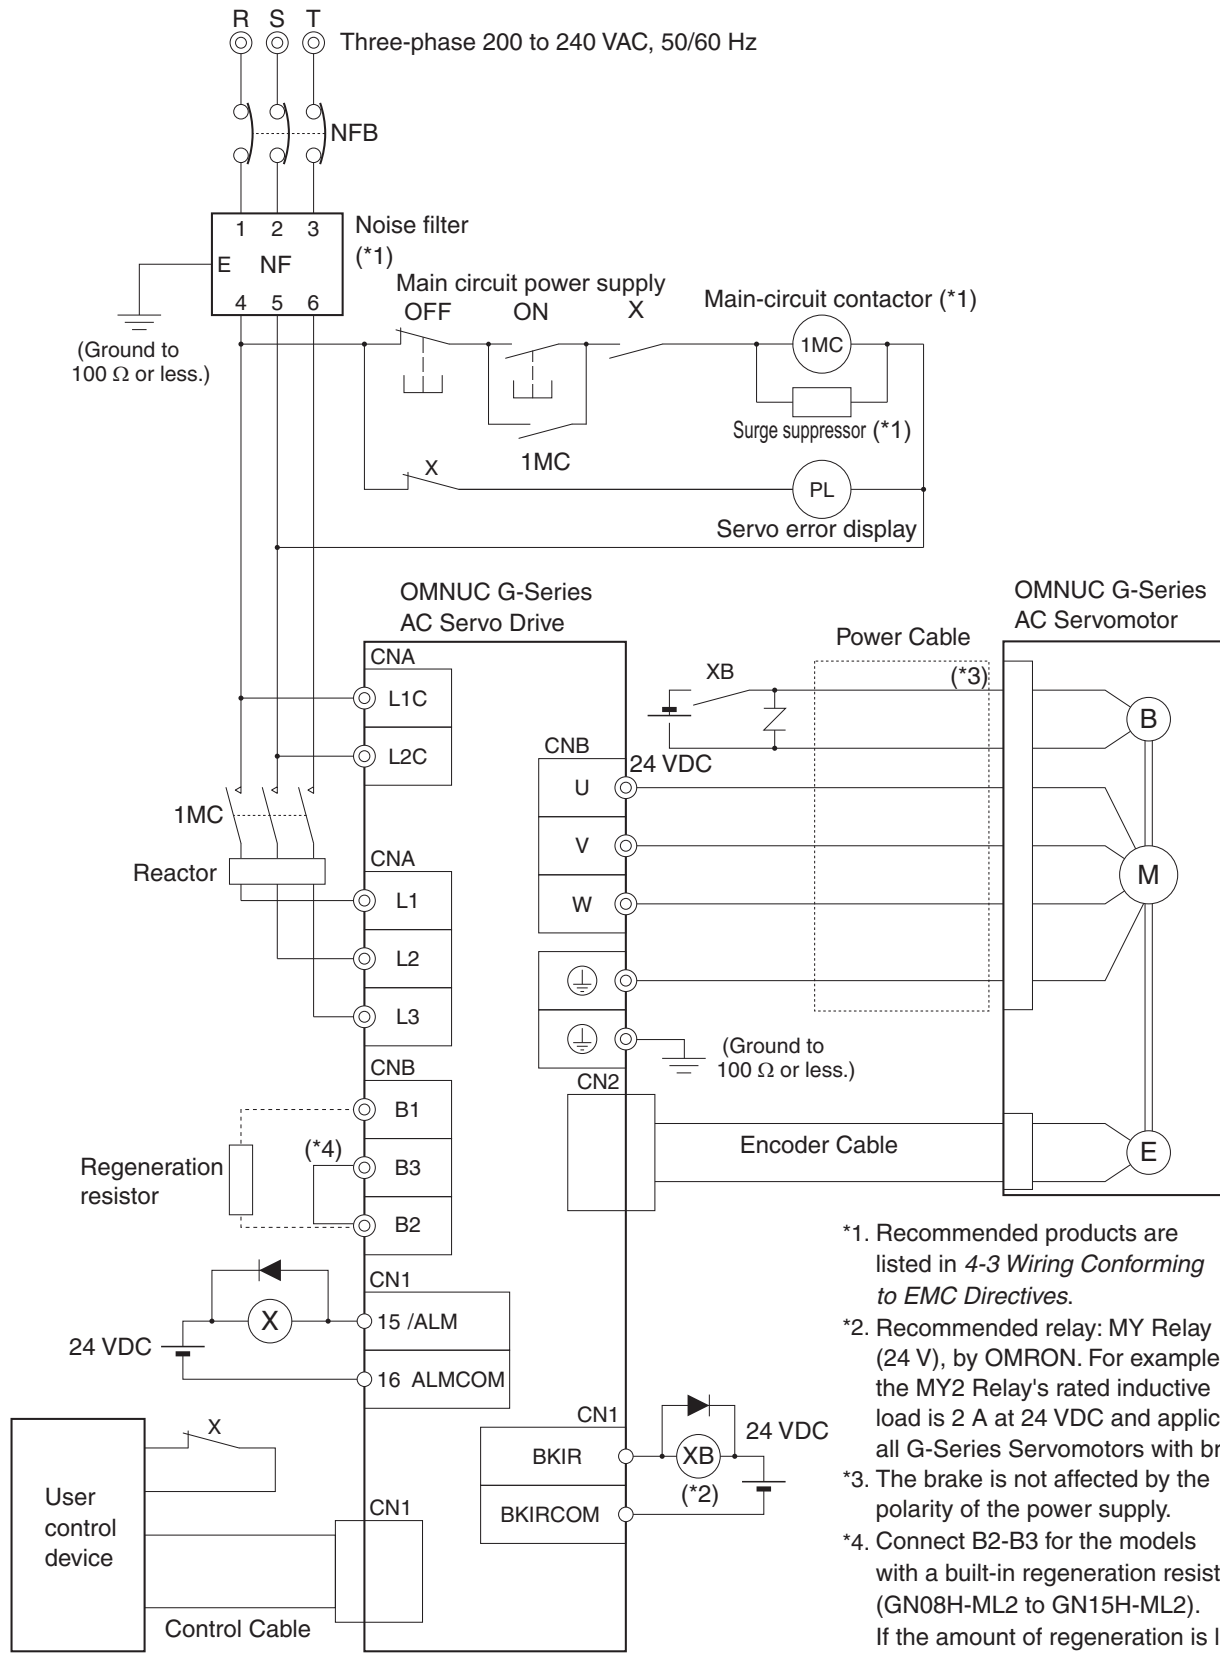 R S T
Three-phase 200 to 240 VAC, 50/60 Hz
NFB
1 2 3
Noise filter
(*1)
E NF
4 5 6
(Ground to
100 Ω or less.)
Main circuit power supply
OFF ON X
Main-circuit contactor (*1)
1MC
Surge suppressor (*1)
1MC
X
PL
Servo error display
OMNUC G-Series
AC Servo Drive
OMNUC G-Series
AC Servomotor
Power Cable
CNA
L1C
L2C
XB
(*3)
B
24 VDC
CNB
U
V
W
M
1MC
Reactor
CNA
L1
L2
L3
(Ground to
100 Ω or less.)
CNB
B1
B3
B2
(*4)
Regeneration
resistor
CN2
Encoder Cable
E
CN1
15 /ALM
16 ALMCOM
X
24 VDC
CN1
BKIR
BKIRCOM
XB
(*2)
24 VDC
X
User
control
device
CN1
Control Cable
*1. Recommended products are
listed in 4-3 Wiring Conforming
to EMC Directives.
*2. Recommended relay: MY Relay
(24 V), by OMRON. For example
the MY2 Relay's rated inductive
load is 2 A at 24 VDC and applic
all G-Series Servomotors with br
*3. The brake is not affected by the
polarity of the power supply.
*4. Connect B2-B3 for the models
with a built-in regeneration resist
(GN08H-ML2 to GN15H-ML2).
If the amount of regeneration is l